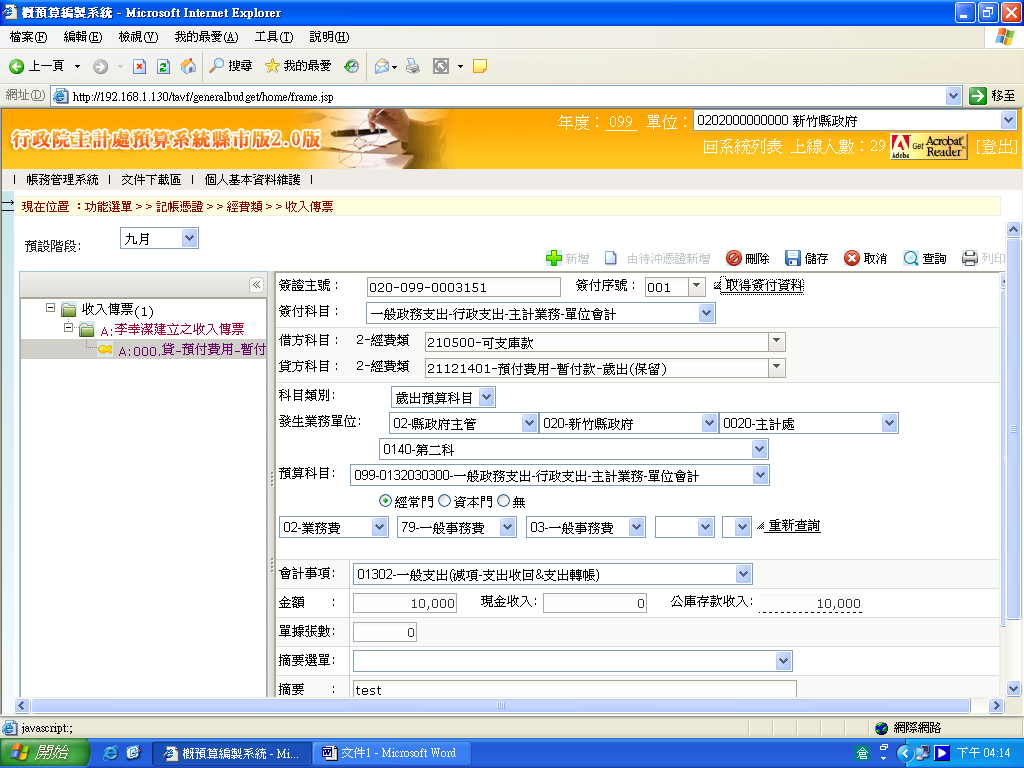 概預算編製系統 - Microsoft Internet Explorer
檔案(F) 編輯(E) 檢視(V) 我的最愛(A) 工具(T) 說明(H)
上一頁 搜尋 我的最愛
網址(D) http://192.168.1.130/tavf/generalbudget/home/frame.jsp 移至
行政院主計處預算系統縣市版2.0版
年度：099 單位：0202000000000 新竹縣政府
回系統列表 上線人數：29 Adobe Get Acrobat Reader [登出]
| 帳務管理系統 | 文件下載區 | 個人基本資料維護 |
現在位置 ：功能選單>>記帳憑證>>經費類>>收入傳票
預設階段: 九月
新增 由待沖憑證新增 刪除 儲存 取消 查詢 列印
收入傳票(1)
A:李幸潔建立之收入傳票
A:000.貸-預付費用-暫付
簽證主號： 020-099-0003151 簽付序號： 001 取得簽付資料
簽付科目： 一般政務支出-行政支出-主計業務-單位會計
借方科目： 2-經費類 210500-可支庫款
貸方科目： 2-經費類 21121401-預付費用-暫付款-歲出(保留)
科目類別: 歲出預算科目
發生業務單位: 02-縣政府主管 020-新竹縣政府 0020-主計處
0140-第二科
預算科目: 099-0132030300-一般政務支出-行政支出-主計業務-單位會計
經常門 資本門 無
02-業務費 79-一般事務費 03-一般事務費 重新查詢
會計事項: 01302-一般支出(減項-支出收回&支出轉帳)
金額 : 10,000 現金收入: 0 公庫存款收入: 10,000
單據張數: 0
摘要選單:
摘要 : test
javascript:; 網際網路
開始 概預算編製系統 - Mi... 文件1 - Microsoft Word 下午 04:14